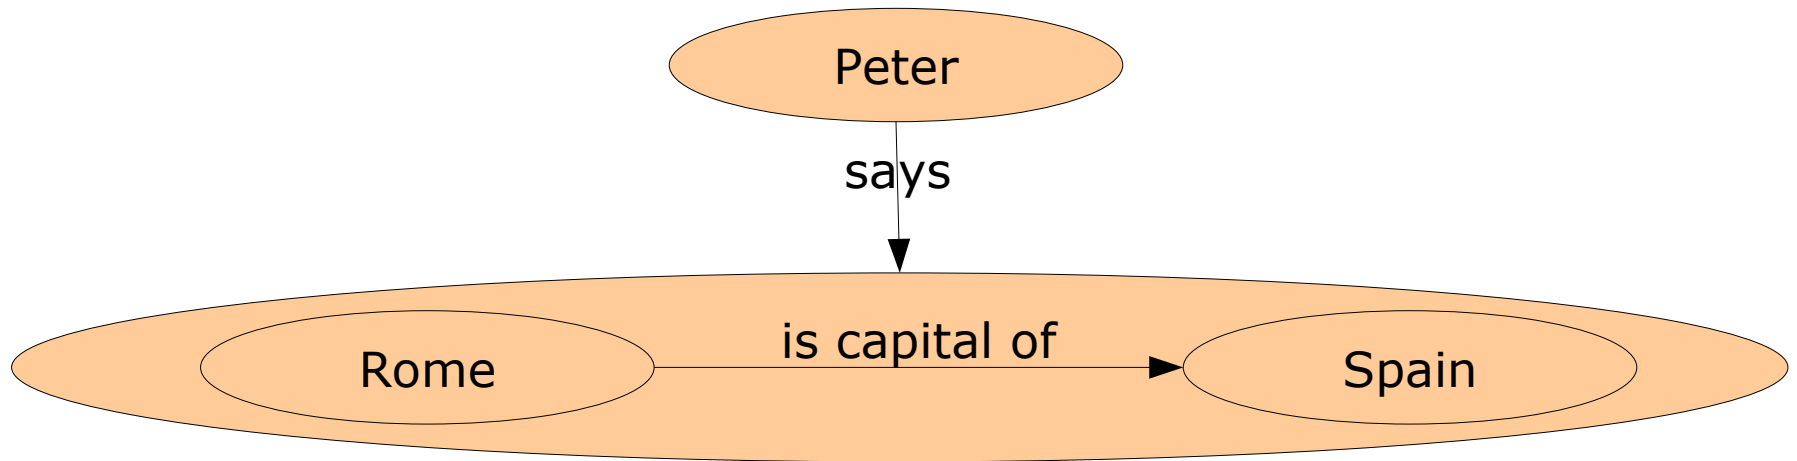 Peter
says
is capital of
Rome
Spain